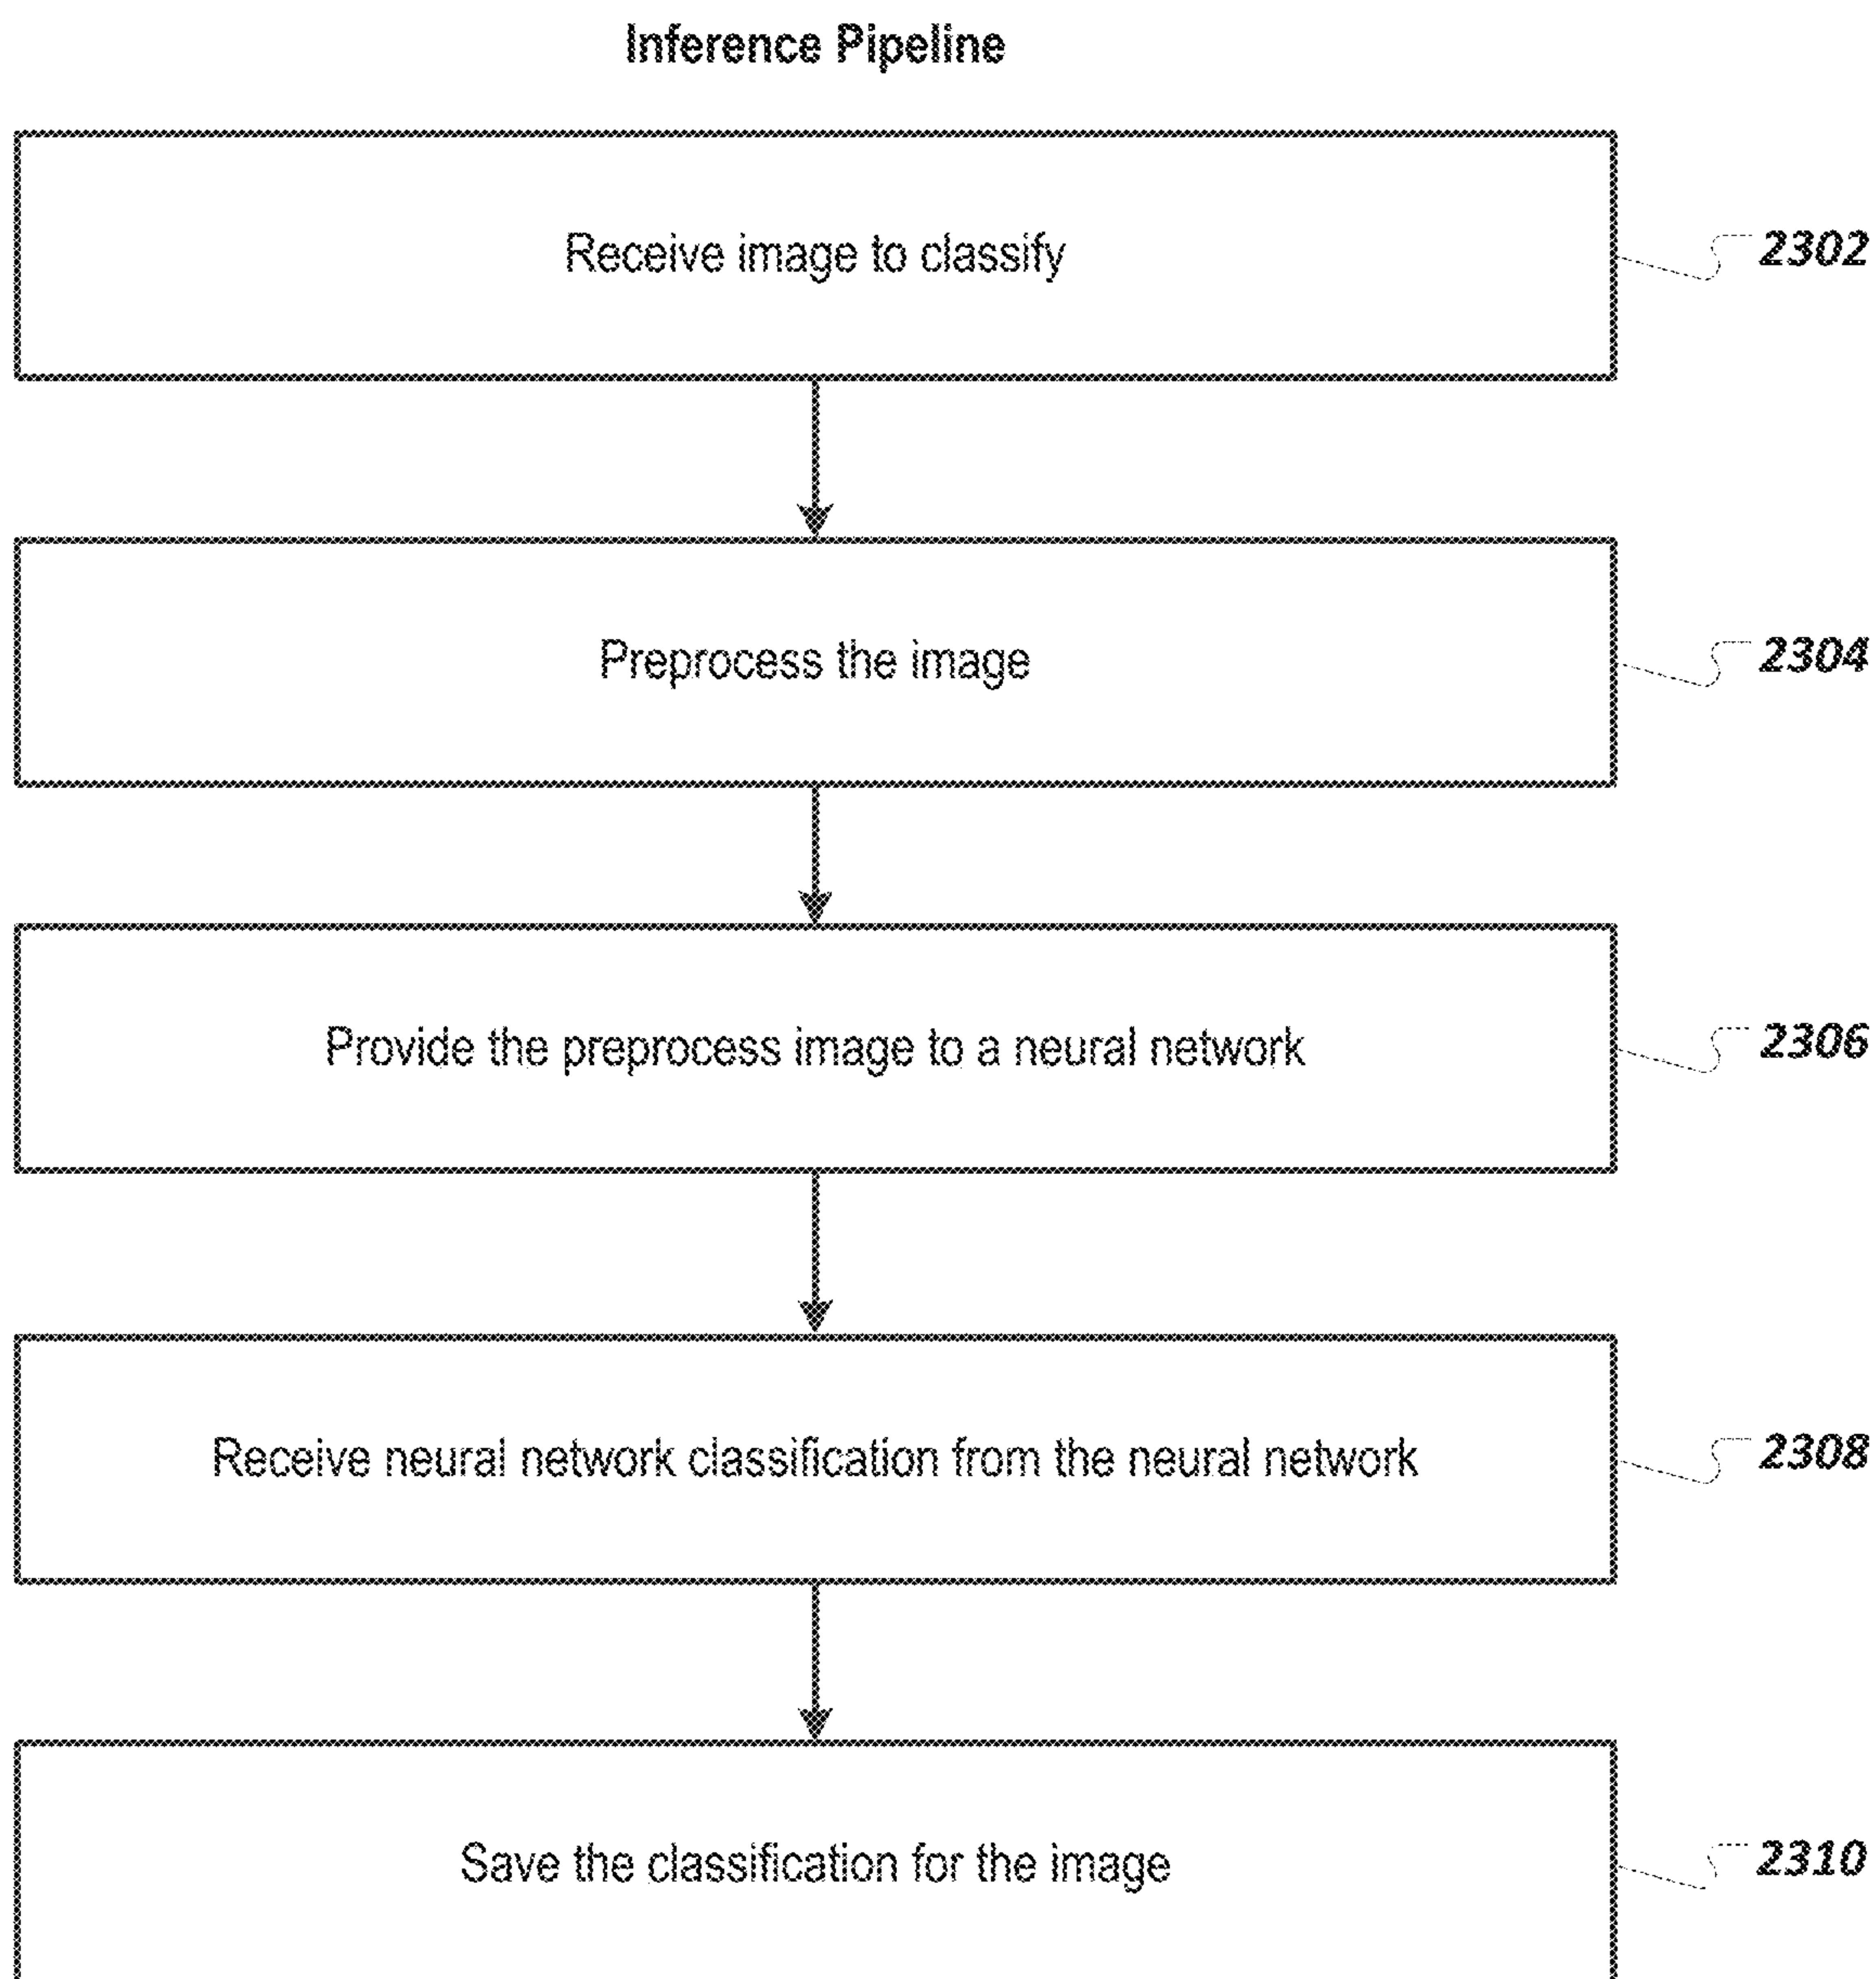 Inference Pipeline
Receive image to classify
2302
Preprocess the image
2304
Provide the preprocess image to a neural network
2306
Receive neural network classification from the neural network
2308
Save the classification for the image
2310